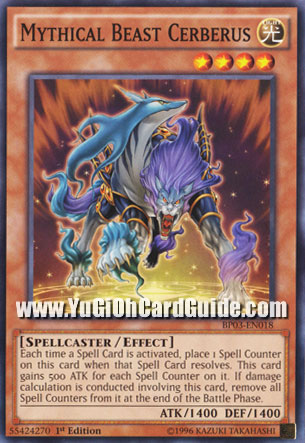 MYTHICAL BEAST CERBERUS
LIGHT
光
www.YuGiOhCardGuide.com
BP03-EN018
[SPELLCASTER / EFFECT]
Each time a Spell Card is activated, place 1 Spell Counter
on this card when that Spell Card resolves. This card
gains 500 ATK for each Spell Counter on it. If damage
calculation is conducted involving this card, remove all
Spell Counters from it at the end of the Battle Phase.
ATK/1400 DEF/1400
55424270 1st Edition ©1996 KAZUKI TAKAHASHI